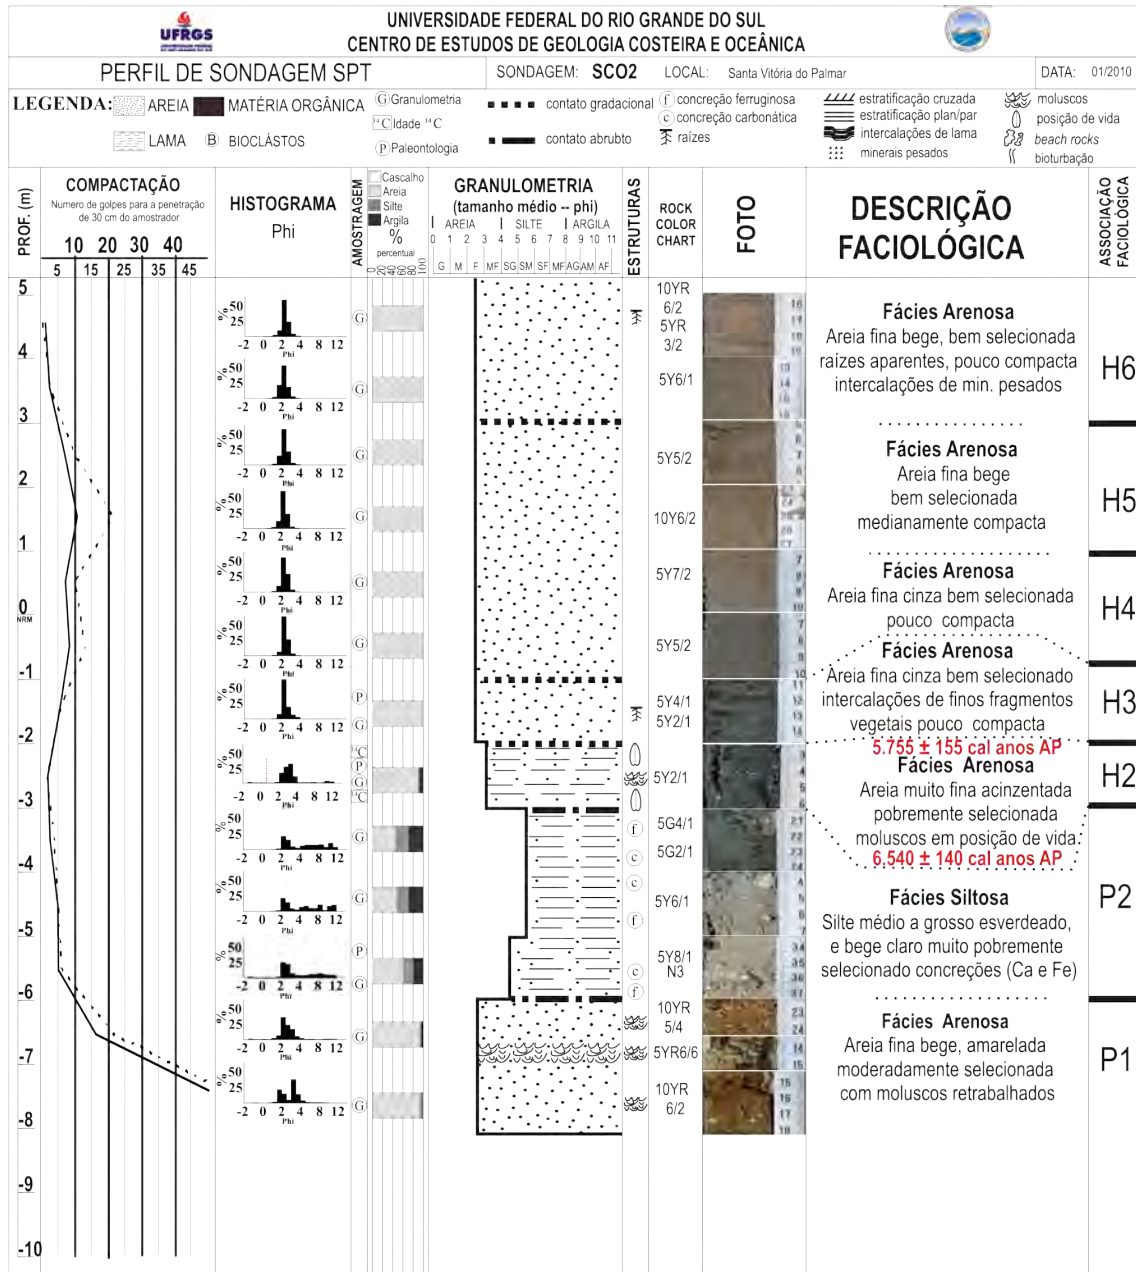 UNIVERSIDADE FEDERAL DO RIO GRANDE DO SUL
CENTRO DE ESTUDOS DE GEOLOGIA COSTEIRA E OCEÂNICA
UFRGS
PERFIL DE SONDAGEM SPT
SONDAGEM: SCO2
LOCAL: Santa Vitória do Palmar
DATA: 01/2010
LEGENDA:
AREIA
MATÉRIA ORGÂNICA
LAMA
B BIOCLÁSTOS
G Granulometria
14C Idade 14C
P Paleontologia
contato gradacional
contato abrubto
f concreção ferruginosa
c concreção carbonática
raízes
estratificação cruzada
estratificação plan/par
intercalações de lama
minerais pesados
moluscos
posição de vida
beach rocks
bioturbação
PROF. (m)
COMPACTAÇÃO
Numero de golpes para a penetração
de 30 cm do amostrador
10 20 30 40
5 15 25 35 45
HISTOGRAMA
Phi
AMOSTRAGEM
Cascalho
Areia
Silte
Argila
%
percentual
0 20 40 60 80 100
GRANULOMETRIA
(tamanho médio -- phi)
AREIA SILTE ARGILA
0 1 2 3 4 5 6 7 8 9 10 11
G M F MF SG SM SF MF AG AM AF
ESTRUTURAS
ROCK
COLOR
CHART
FOTO
DESCRIÇÃO
FACIOLÓGICA
ASSOCIAÇÃO
FACIOLÓGICA
5
4
3
2
1
0
NRM
-1
-2
-3
-4
-5
-6
-7
-8
-9
-10
% 50
25
-2 0 2 4 8 12
Phi
10YR
6/2
5YR
3/2
5Y6/1
5Y5/2
10Y6/2
5Y7/2
5Y5/2
5Y4/1
5Y2/1
5Y2/1
5G4/1
5G2/1
5Y6/1
5Y8/1
N3
10YR
5/4
5YR6/6
10YR
6/2
Fácies Arenosa
Areia fina bege, bem selecionada
raízes aparentes, pouco compacta
intercalações de min. pesados
H6
Fácies Arenosa
Areia fina bege
bem selecionada
medianamente compacta
H5
Fácies Arenosa
Areia fina cinza bem selecionada
pouco compacta
H4
Fácies Arenosa
Areia fina cinza bem selecionado
intercalações de finos fragmentos
vegetais pouco compacta
H3
5.755 ± 155 cal anos AP
Fácies Arenosa
Areia muito fina acinzentada
pobremente selecionada
moluscos em posição de vida
H2
6.540 ± 140 cal anos AP
Fácies Siltosa
Silte médio a grosso esverdeado,
e bege claro muito pobremente
selecionado concreções (Ca e Fe)
P2
Fácies Arenosa
Areia fina bege, amarelada
moderadamente selecionada
com moluscos retrabalhados
P1